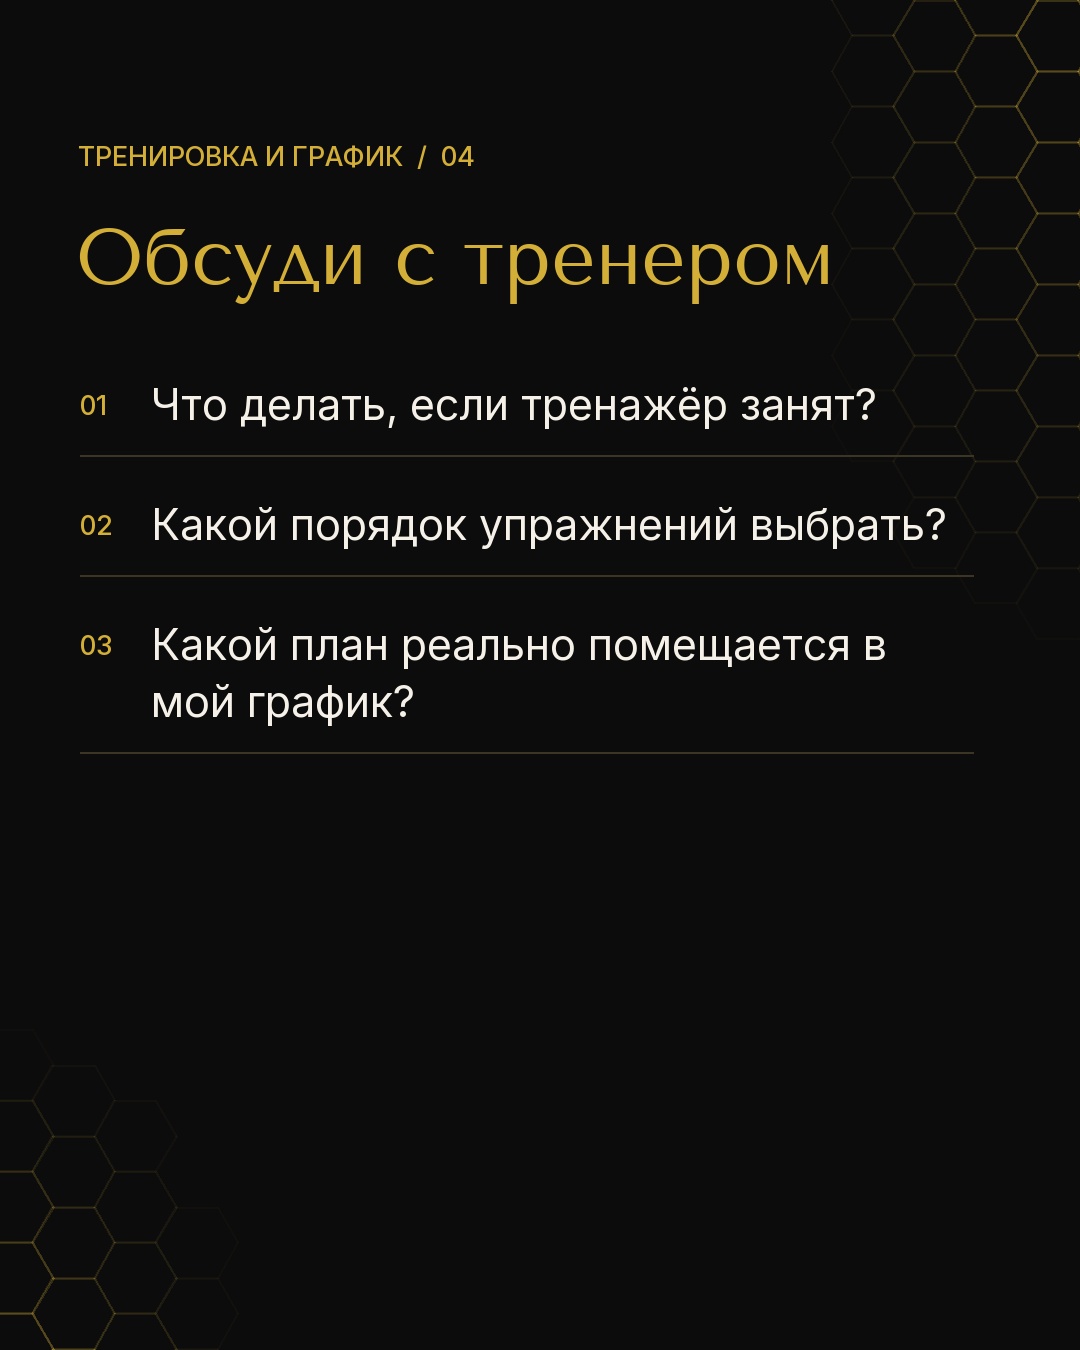 ТРЕНИРОВКА И ГРАФИК / 04
Обсуди с тренером
01 Что делать, если тренажёр занят?
02 Какой порядок упражнений выбрать?
03 Какой план реально помещается в
мой график?